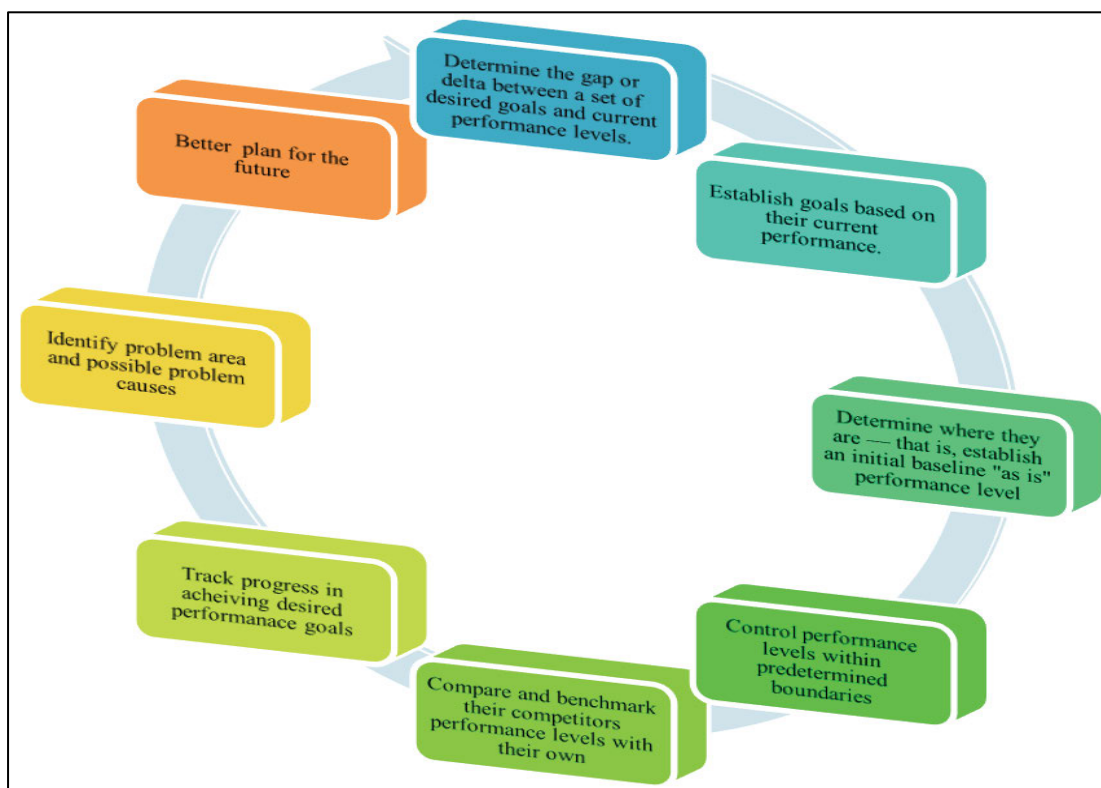 Determine the gap or
delta between a set of
desired goals and current
performance levels.
Establish goals based on
their current
performance.
Determine where they
are — that is, establish
an initial baseline "as is"
performance level
Control performance
levels within
predetermined
boundaries
Compare and benchmark
their competitors
performance levels with
their own
Track progress in
acheiving desired
performanace goals
Identify problem area
and possible problem
causes
Better plan for the
future